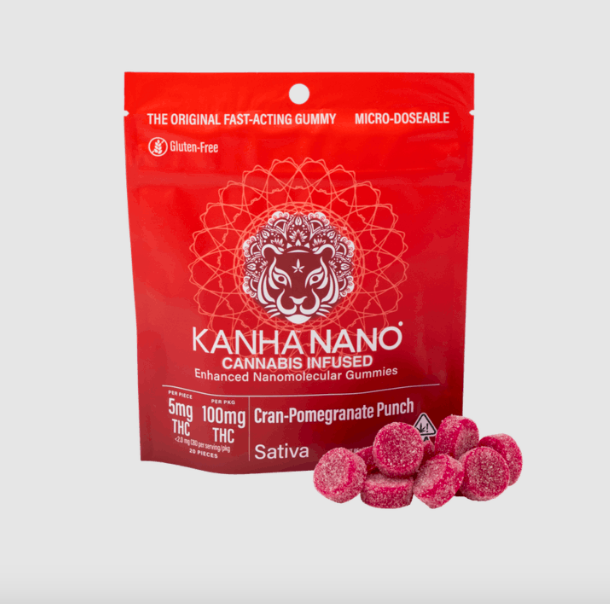 THE ORIGINAL FAST-ACTING GUMMY MICRO-DOSEABLE
Gluten-Free
KANHA NANO
CANNABIS INFUSED
Enhanced Nanomolecular Gummies
PER PIECE
5mg
THC
PER PKG
100mg
THC
20 PIECES
Cran-Pomegranate Punch
Sativa